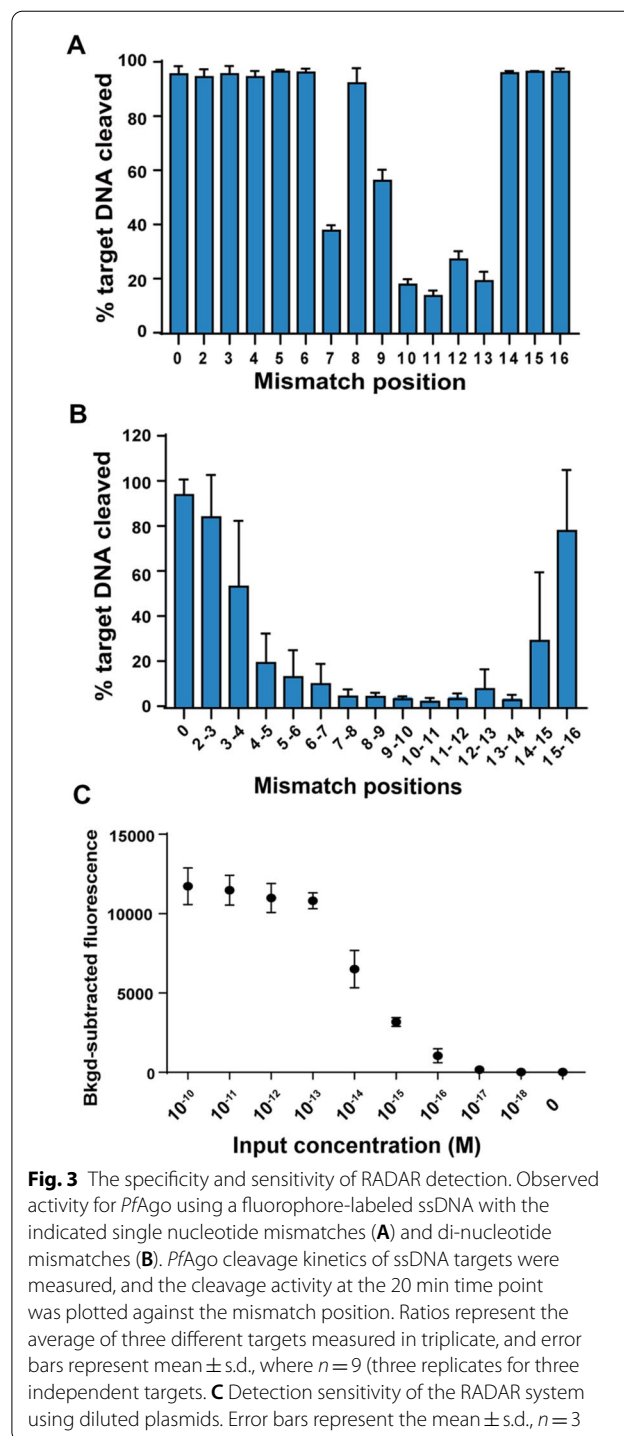 A
% target DNA cleaved
100
80
60
40
20
0
0 2 3 4 5 6 7 8 9 10 11 12 13 14 15 16
Mismatch position
B
% target DNA cleaved
120
100
80
60
40
20
0
0 2-3 3-4 4-5 5-6 6-7 7-8 8-9 9-10 10-11 11-12 12-13 13-14 14-15 15-16
Mismatch positions
C
Bkgd-subtracted fluorescence
15000
10000
5000
0
10⁻¹⁰ 10⁻¹¹ 10⁻¹² 10⁻¹³ 10⁻¹⁴ 10⁻¹⁵ 10⁻¹⁶ 10⁻¹⁷ 10⁻¹⁸ 0
Input concentration (M)
Fig. 3 The specificity and sensitivity of RADAR detection. Observed
activity for PfAgo using a fluorophore-labeled ssDNA with the
indicated single nucleotide mismatches (A) and di-nucleotide
mismatches (B). PfAgo cleavage kinetics of ssDNA targets were
measured, and the cleavage activity at the 20 min time point
was plotted against the mismatch position. Ratios represent the
average of three different targets measured in triplicate, and error
bars represent mean ± s.d., where n = 9 (three replicates for three
independent targets. C Detection sensitivity of the RADAR system
using diluted plasmids. Error bars represent the mean ± s.d., n = 3